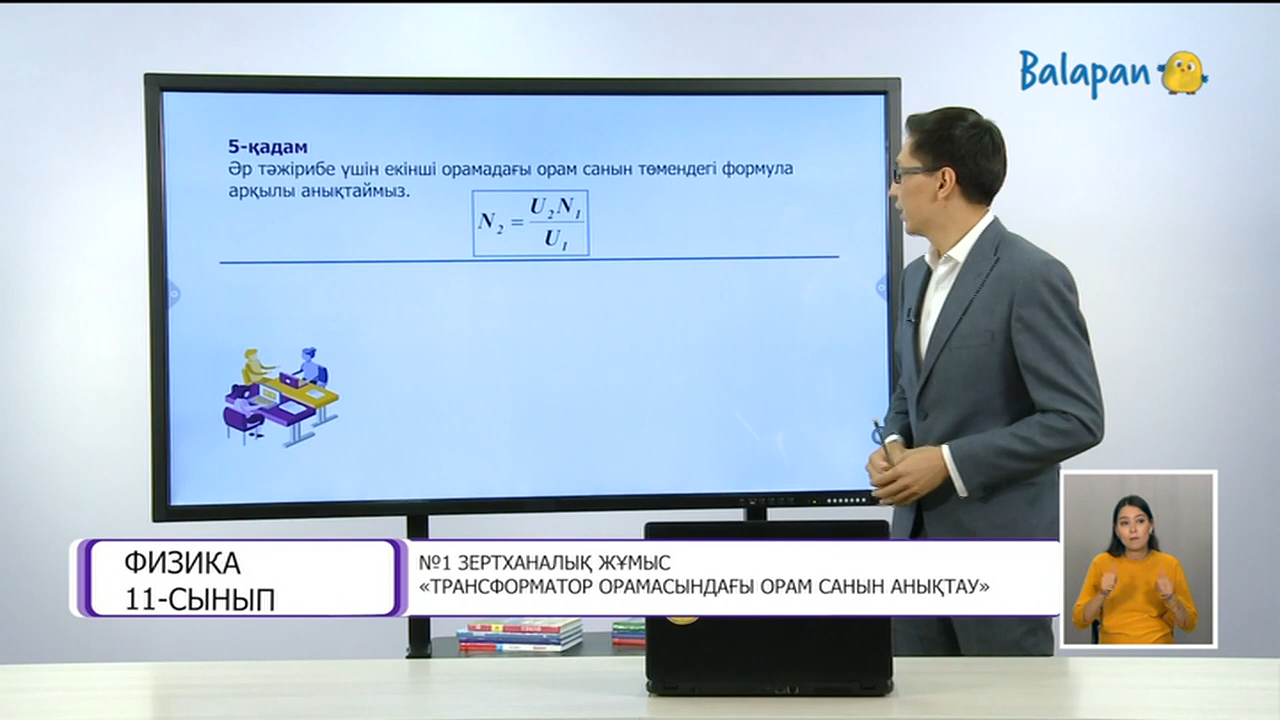 Balapan
5-қадам
Әр тәжірибе үшін екінші орамадағы орам санын төмендегі формула
арқылы анықтаймыз.
N₂ = U₂N₁ / U₁
ФИЗИКА
11-СЫНЫП
№1 ЗЕРТХАНАЛЫҚ ЖҰМЫС
«ТРАНСФОРМАТОР ОРАМАСЫНДАҒЫ ОРАМ САНЫН АНЫҚТАУ»